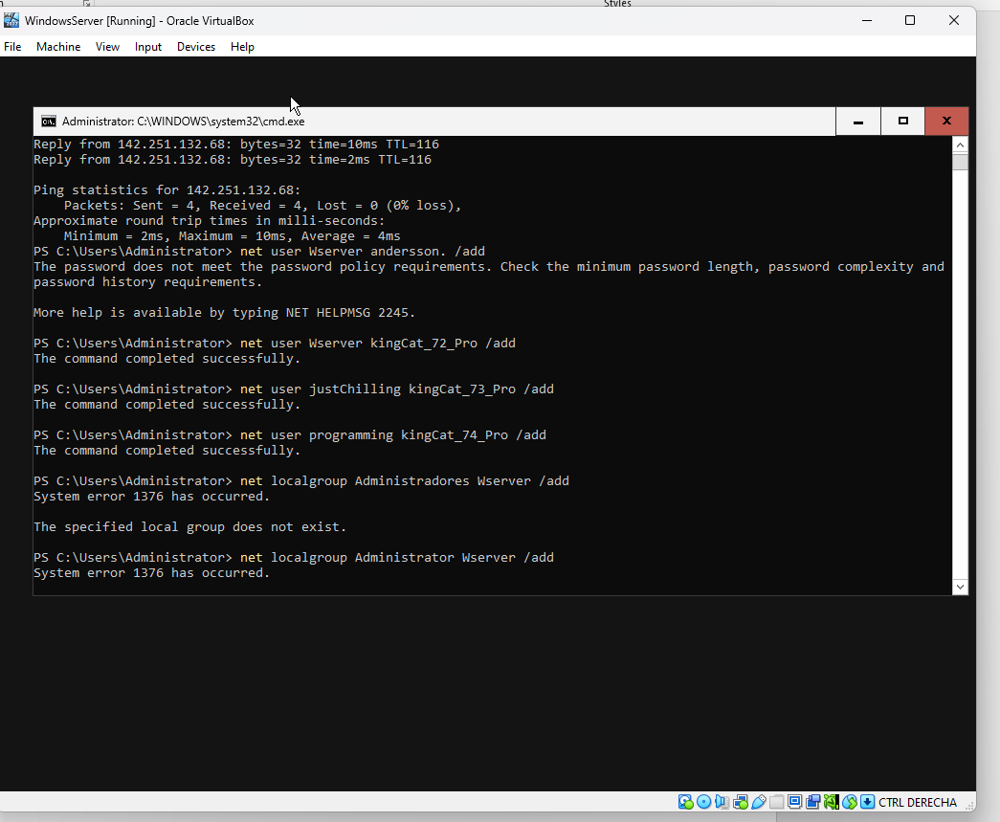 Styles
WindowsServer [Running] - Oracle VirtualBox
File Machine View Input Devices Help
Administrator: C:\WINDOWS\system32\cmd.exe
Reply from 142.251.132.68: bytes=32 time=10ms TTL=116
Reply from 142.251.132.68: bytes=32 time=2ms TTL=116
Ping statistics for 142.251.132.68:
Packets: Sent = 4, Received = 4, Lost = 0 (0% loss),
Approximate round trip times in milli-seconds:
Minimum = 2ms, Maximum = 10ms, Average = 4ms
PS C:\Users\Administrator> net user Wserver andersson. /add
The password does not meet the password policy requirements. Check the minimum password length, password complexity and
password history requirements.
More help is available by typing NET HELPMSG 2245.
PS C:\Users\Administrator> net user Wserver kingCat_72_Pro /add
The command completed successfully.
PS C:\Users\Administrator> net user justChilling kingCat_73_Pro /add
The command completed successfully.
PS C:\Users\Administrator> net user programming kingCat_74_Pro /add
The command completed successfully.
PS C:\Users\Administrator> net localgroup Administradores Wserver /add
System error 1376 has occurred.
The specified local group does not exist.
PS C:\Users\Administrator> net localgroup Administrator Wserver /add
System error 1376 has occurred.
CTRL DERECHA